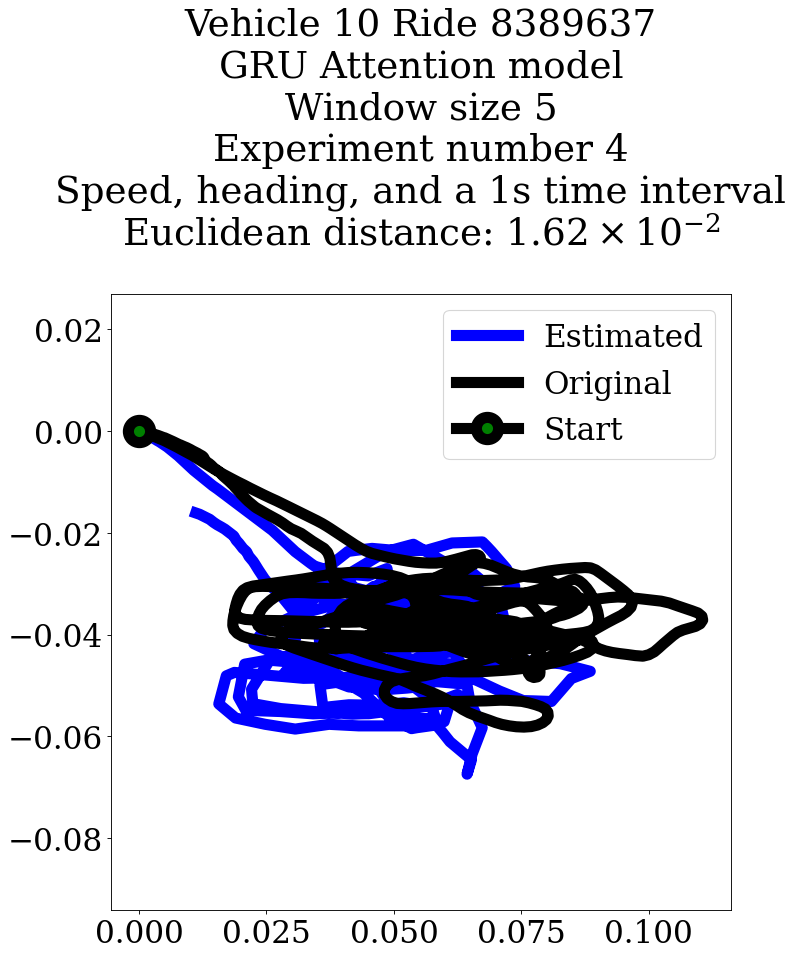 Vehicle 10 Ride 8389637
GRU Attention model
Window size 5
Experiment number 4
Speed, heading, and a 1s time interval
Euclidean distance: 1.62 × 10⁻²
Estimated
Original
Start
0.02
0.00
−0.02
−0.04
−0.06
−0.08
0.000 0.025 0.050 0.075 0.100